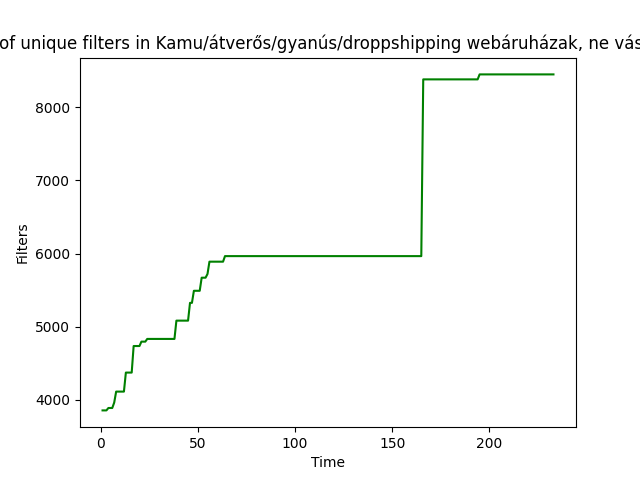 of unique filters in Kamu/átverős/gyanús/droppshipping webáruházak, ne vás
Filters
8000
7000
6000
5000
4000
0 50 100 150 200
Time